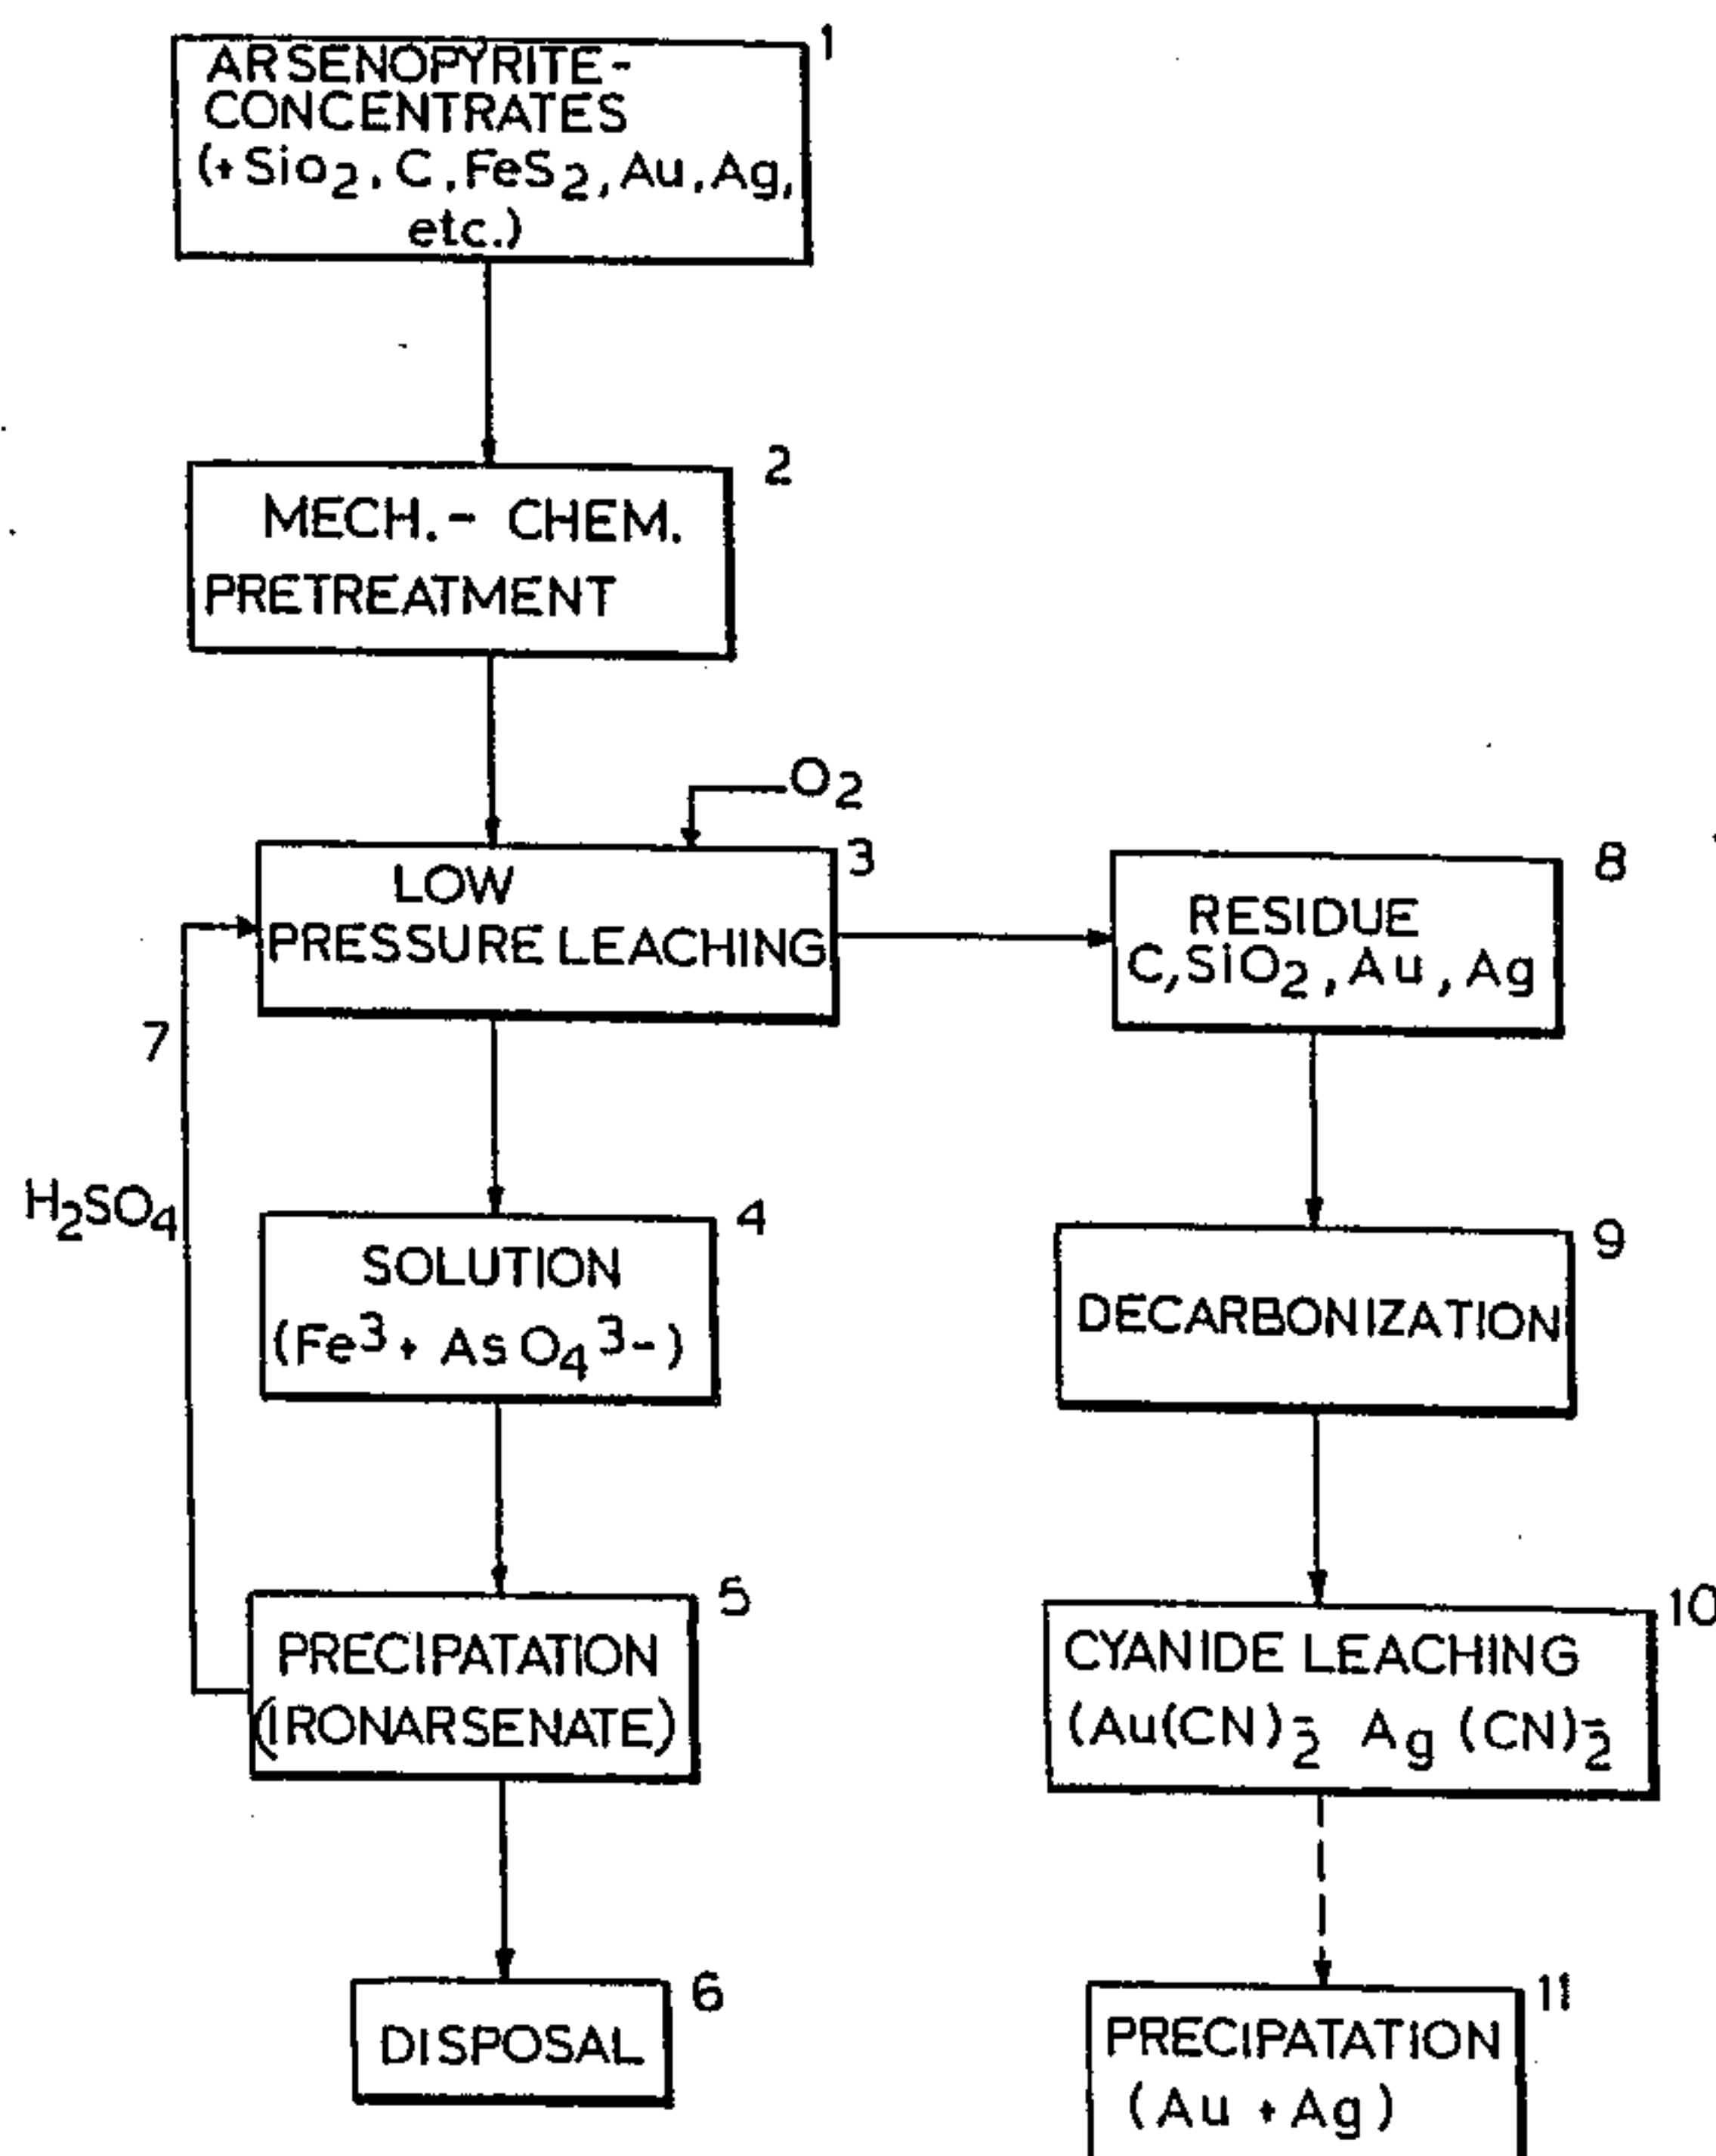 1
ARSENOPYRITE-
CONCENTRATES
(+Sio2, C, FeS2, Au, Ag,
etc.)
2
MECH.- CHEM.
PRETREATMENT
O2
3
LOW
PRESSURE LEACHING
7
H2SO4
4
SOLUTION
(Fe3+ AsO4 3-)
5
PRECIPATATION
(IRONARSENATE)
6
DISPOSAL
8
RESIDUE
C, SiO2, Au, Ag
9
DECARBONIZATION
10
CYANIDE LEACHING
(Au(CN)2- Ag (CN)2-
11
PRECIPATATION
(Au + Ag)